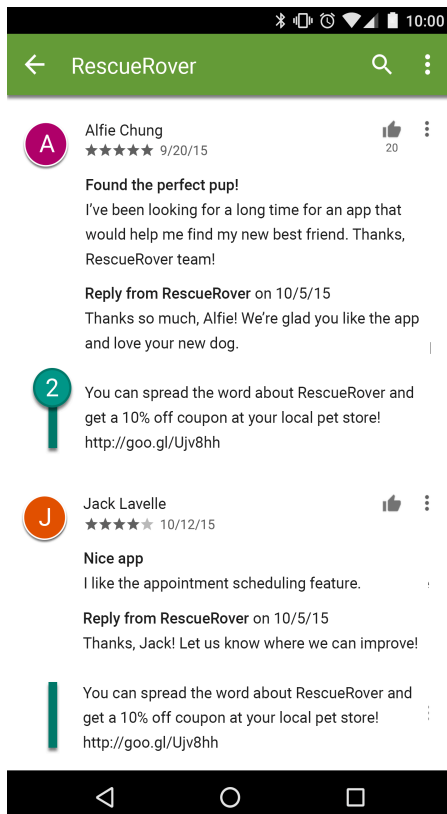 10:00
RescueRover
A
Alfie Chung
★★★★★ 9/20/15
20
Found the perfect pup!
I’ve been looking for a long time for an app that
would help me find my new best friend. Thanks,
RescueRover team!
Reply from RescueRover on 10/5/15
Thanks so much, Alfie! We’re glad you like the app
and love your new dog.
2
You can spread the word about RescueRover and
get a 10% off coupon at your local pet store!
http://goo.gl/Ujv8hh
J
Jack Lavelle
★★★★★ 10/12/15
Nice app
I like the appointment scheduling feature.
Reply from RescueRover on 10/5/15
Thanks, Jack! Let us know where we can improve!
You can spread the word about RescueRover and
get a 10% off coupon at your local pet store!
http://goo.gl/Ujv8hh